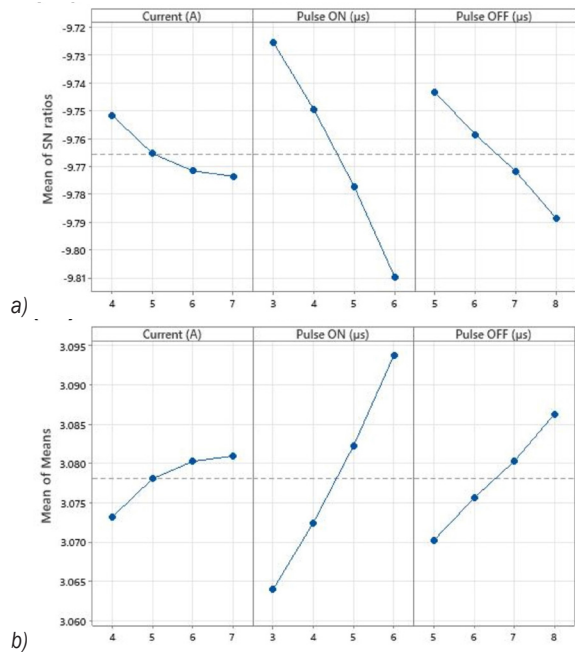 Current (A) Pulse ON (µs) Pulse OFF (µs)
-9.72
-9.73
-9.74
-9.75
-9.76
-9.77
-9.78
-9.79
-9.80
-9.81
Mean of SN ratios
4 5 6 7 3 4 5 6 5 6 7 8
a)
Current (A) Pulse ON (µs) Pulse OFF (µs)
3.095
3.090
3.085
3.080
3.075
3.070
3.065
3.060
Mean of Means
4 5 6 7 3 4 5 6 5 6 7 8
b)